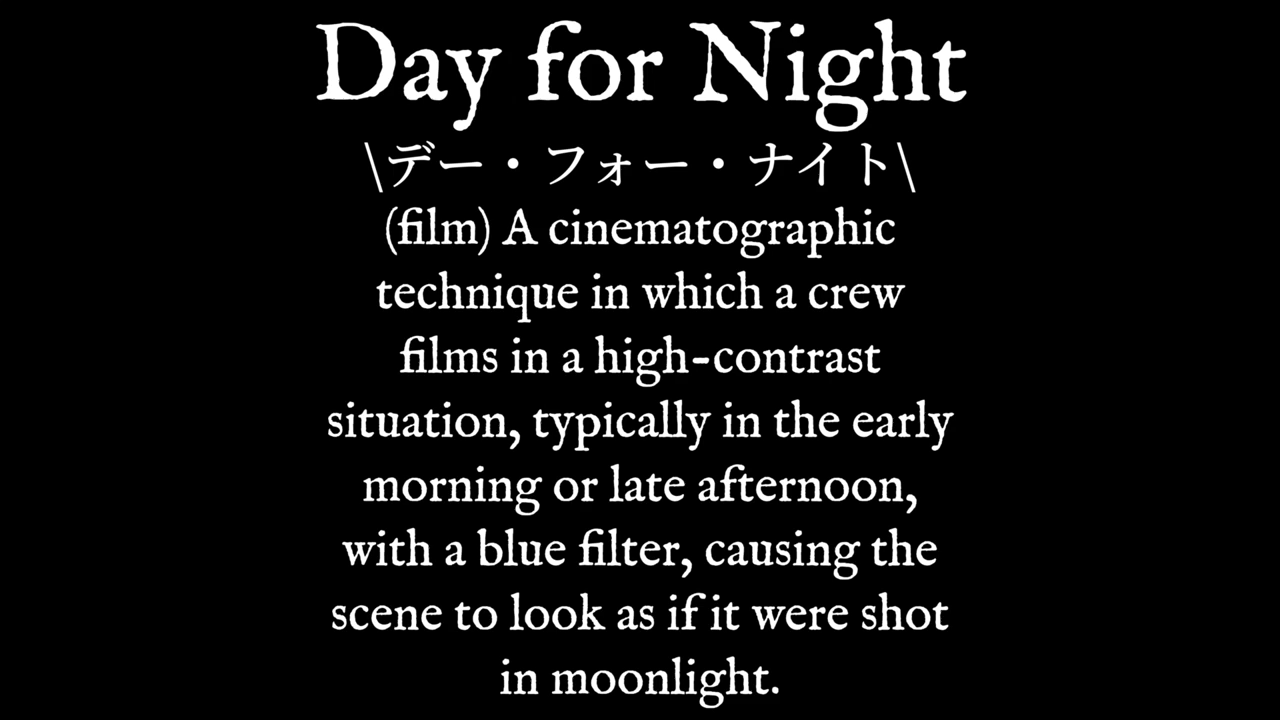 Day for Night
\デー・フォー・ナイト\
(film) A cinematographic
technique in which a crew
films in a high-contrast
situation, typically in the early
morning or late afternoon,
with a blue filter, causing the
scene to look as if it were shot
in moonlight.